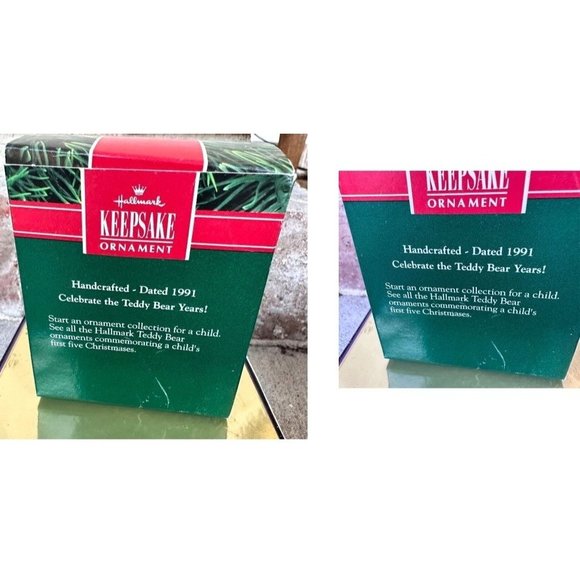 Hallmark
KEEPSAKE
ORNAMENT
Handcrafted - Dated 1991
Celebrate the Teddy Bear Years!
Start an ornament collection for a child.
See all the Hallmark Teddy Bear
ornaments commemorating a child's
first five Christmases.
KEEPSAKE
ORNAMENT
Handcrafted - Dated 1991
Celebrate the Teddy Bear Years!
Start an ornament collection for a child.
See all the Hallmark Teddy Bear
ornaments commemorating a child's
first five Christmases.